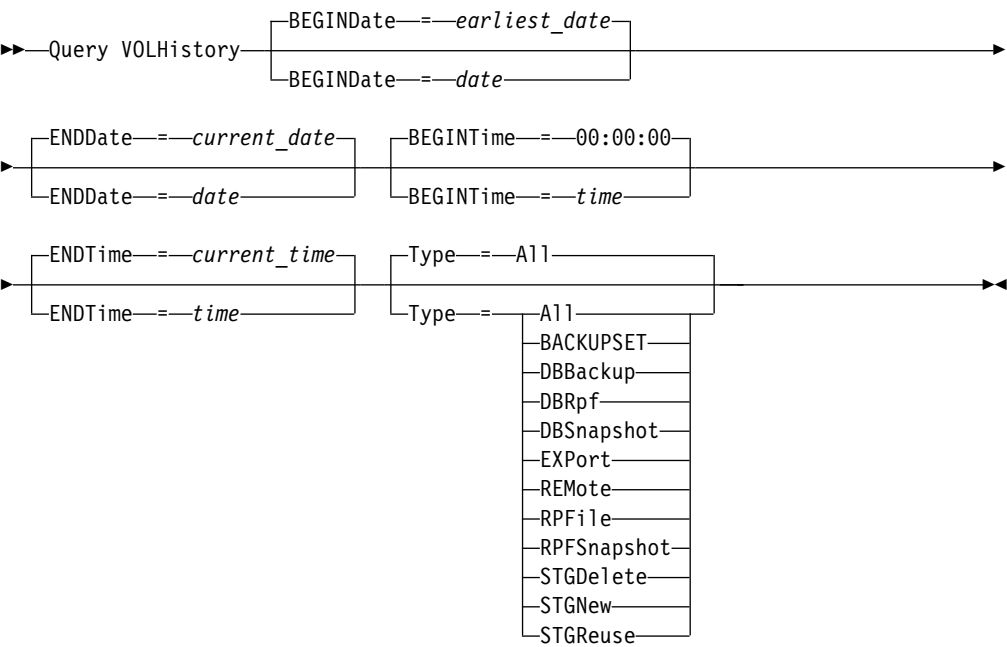 BEGINDate = earliest_date
Query VOLHistory
BEGINDate = date
ENDDate = current_date BEGINTime = 00:00:00
ENDDate = date BEGINTime = time
ENDTime = current_time Type = All
ENDTime = time Type = All
BACKUPSET
DBBackup
DBRpf
DBSnapshot
EXPort
REMote
RPFile
RPFSnapshot
STGDelete
STGNew
STGReuse